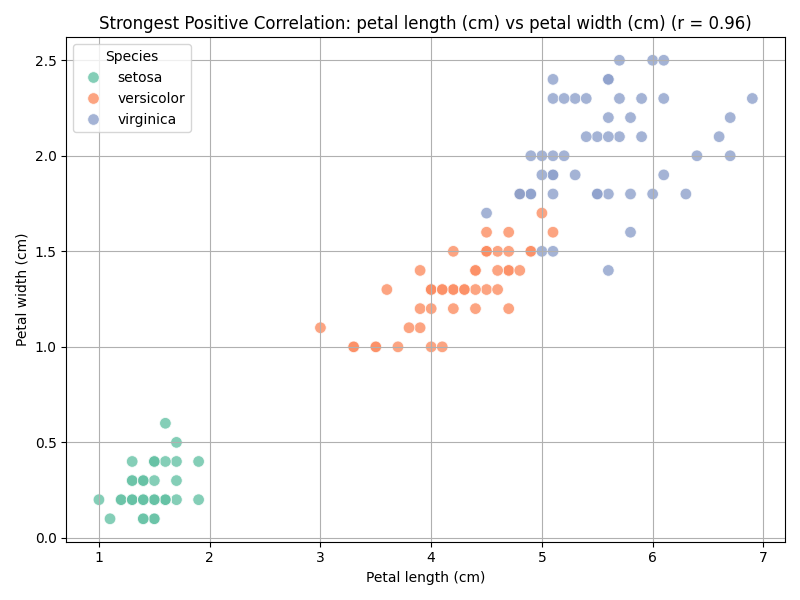 Strongest Positive Correlation: petal length (cm) vs petal width (cm) (r = 0.96)
Species
setosa
versicolor
virginica
2.5
2.0
1.5
1.0
0.5
0.0
Petal width (cm)
1 2 3 4 5 6 7
Petal length (cm)